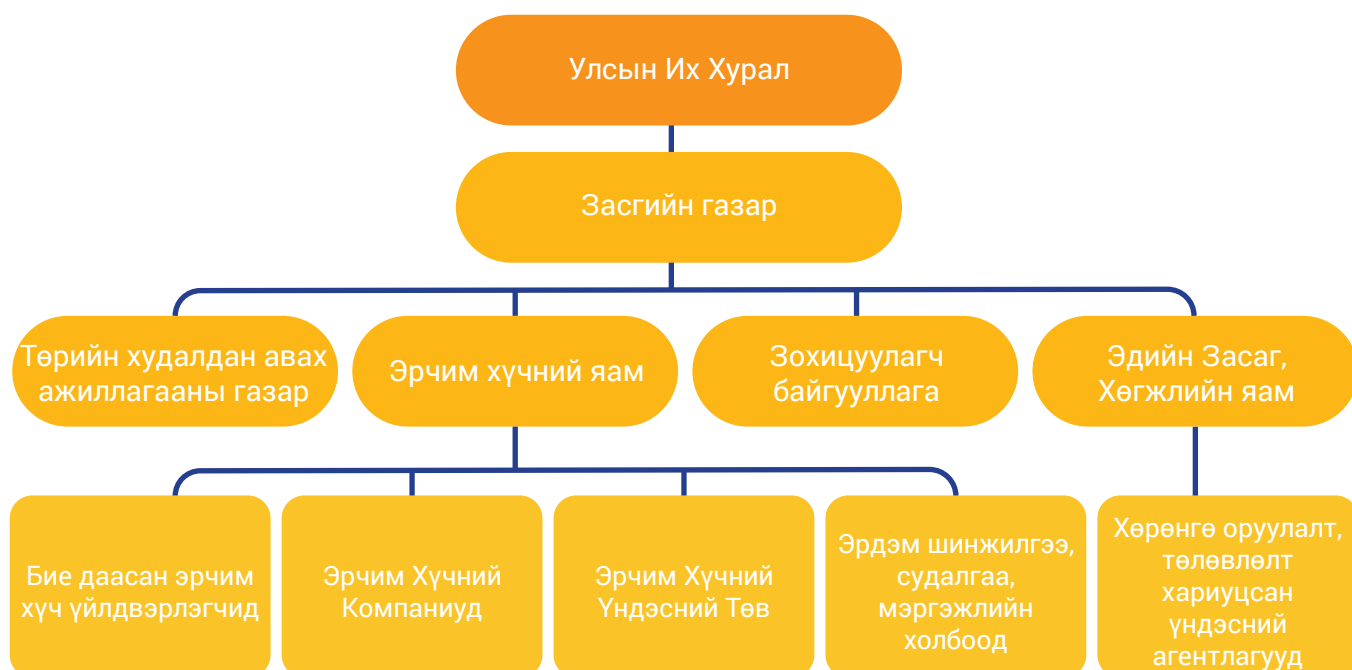 Улсын Их Хурал
Засгийн газар
Төрийн худалдан авах
ажиллагааны газар
Эрчим хүчний яам
Зохицуулагч
байгууллага
Эдийн Засаг,
Хөгжлийн яам
Бие даасан эрчим
хүч үйлдвэрлэгчид
Эрчим Хүчний
Компаниуд
Эрчим Хүчний
Үндэсний Төв
Эрдэм шинжилгээ,
судалгаа,
мэргэжлийн
холбоод
Хөрөнгө оруулалт,
төлөвлөлт
хариуцсан
үндэсний
агентлагууд